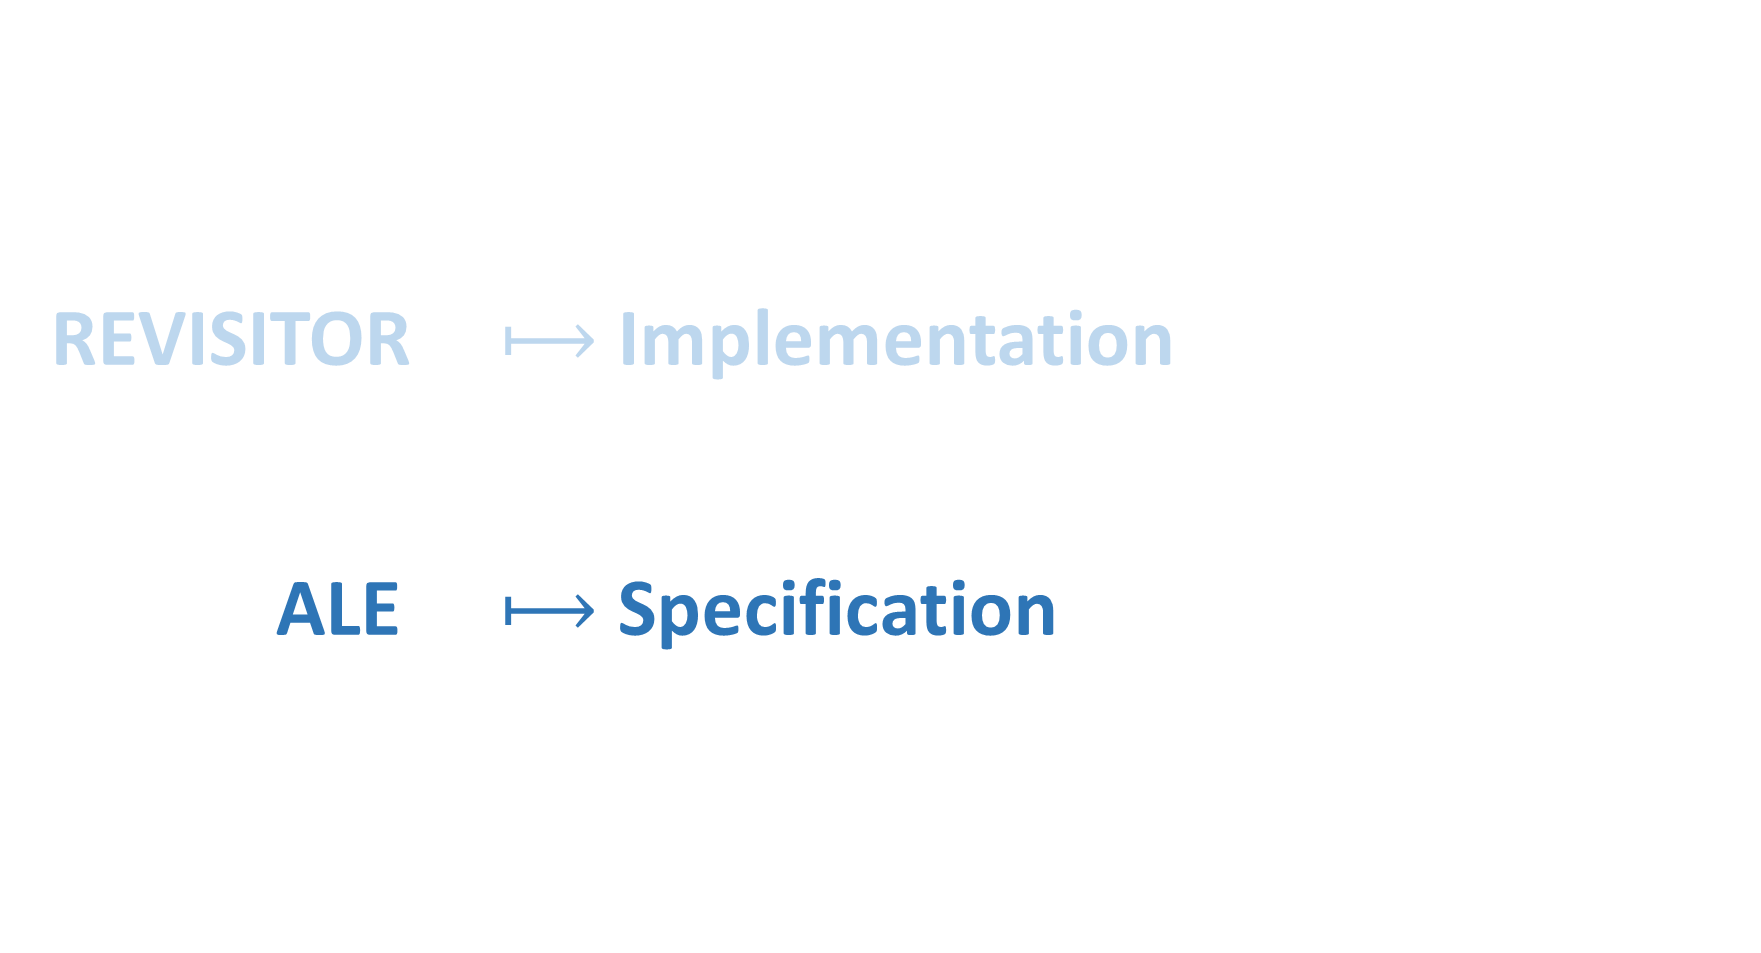 REVISITOR ⟼ Implementation
ALE ⟼ Specification